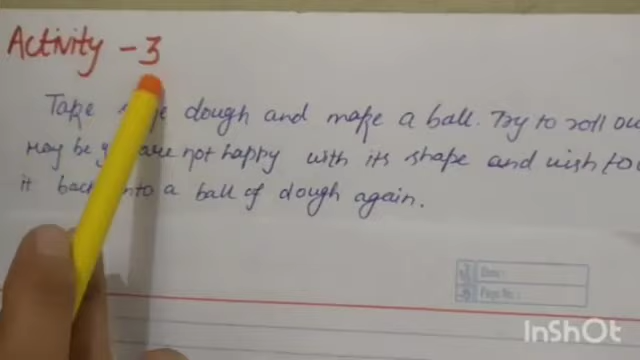 Activity - 3
Take dough and make a ball. Try to roll ou
May be are not happy with its shape and wish to
it back into a ball of dough again.
Date:
Page No.:
InShOt